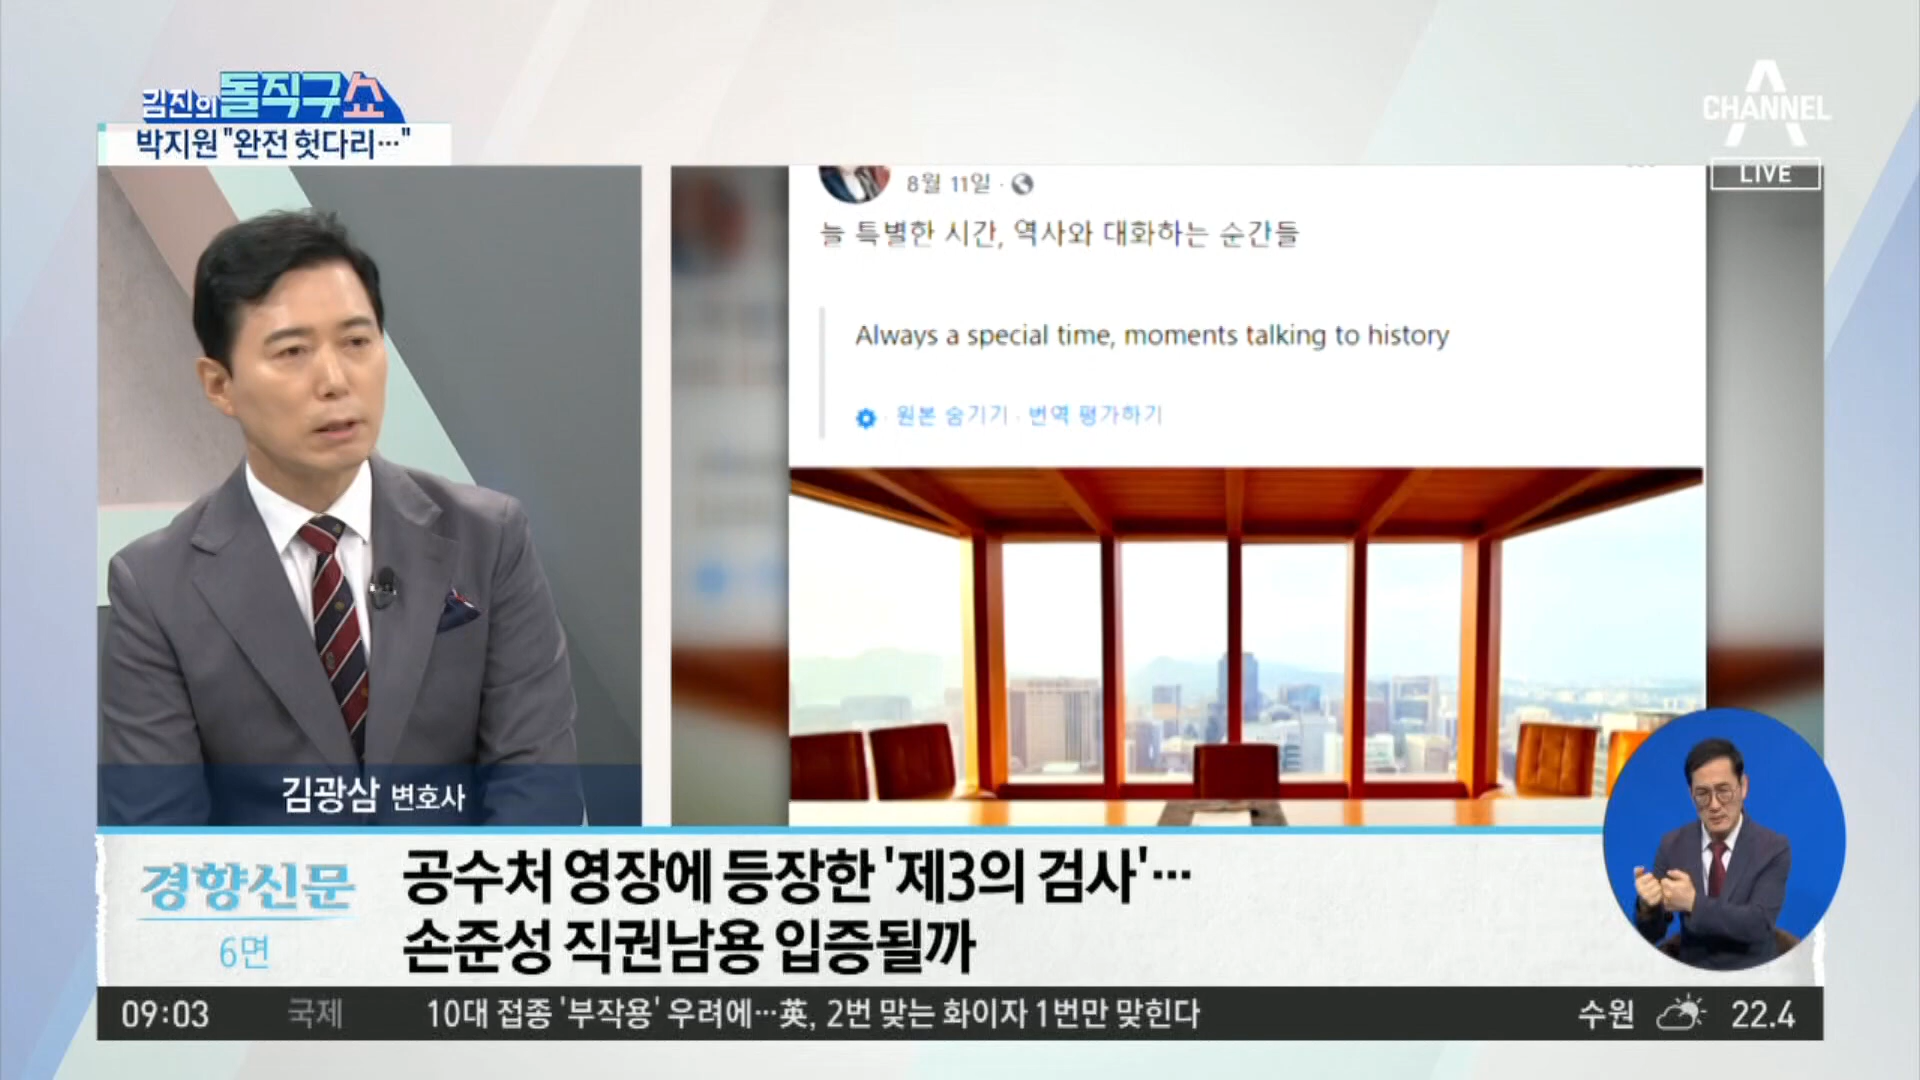 김진의 돌직구쇼
박지원 "완전 헛다리…"
CHANNEL A
LIVE
8월 11일 ·
늘 특별한 시간, 역사와 대화하는 순간들
Always a special time, moments talking to history
· 원본 숨기기 · 번역 평가하기
김광삼 변호사
경향신문
6면
공수처 영장에 등장한 '제3의 검사'…
손준성 직권남용 입증될까
09:03 국제 10대 접종 '부작용' 우려에…英, 2번 맞는 화이자 1번만 맞힌다 수원 22.4